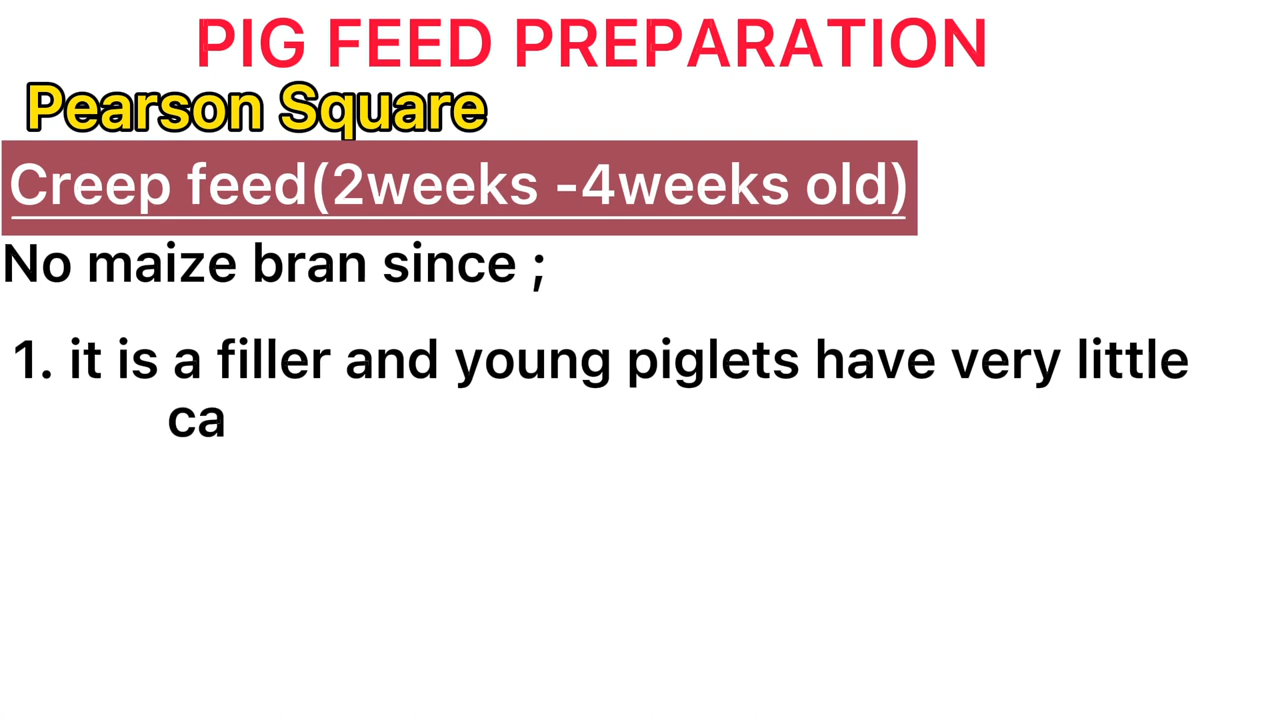 PIG FEED PREPARATION
Pearson Square
Creep feed(2weeks -4weeks old)
No maize bran since ;
1. it is a filler and young piglets have very little
ca